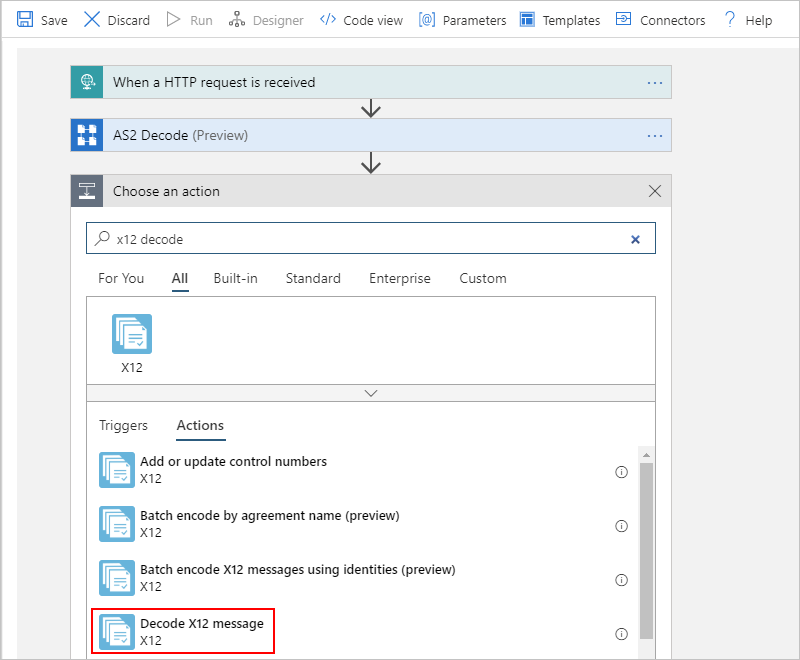 Save Discard Run Designer Code view Parameters Templates Connectors Help
When a HTTP request is received
AS2 Decode (Preview)
Choose an action
x12 decode
For You All Built-in Standard Enterprise Custom
X12
Triggers Actions
Add or update control numbers
X12
Batch encode by agreement name (preview)
X12
Batch encode X12 messages using identities (preview)
X12
Decode X12 message
X12